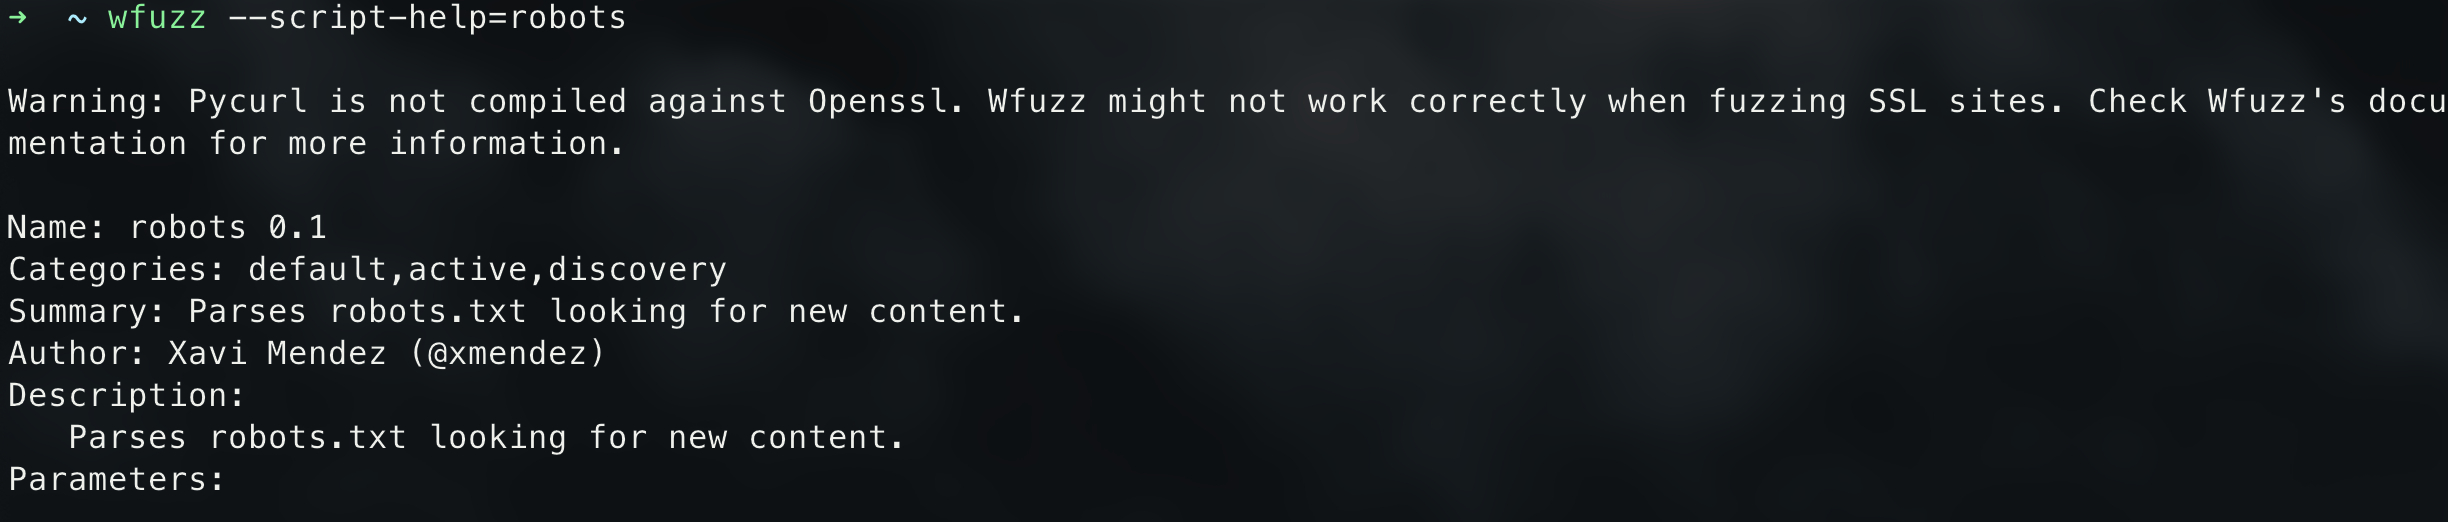 ➜  ~ wfuzz --script-help=robots
Warning: Pycurl is not compiled against Openssl. Wfuzz might not work correctly when fuzzing SSL sites. Check Wfuzz's docu
mentation for more information.
Name: robots 0.1
Categories: default,active,discovery
Summary: Parses robots.txt looking for new content.
Author: Xavi Mendez (@xmendez)
Description:
   Parses robots.txt looking for new content.
Parameters: